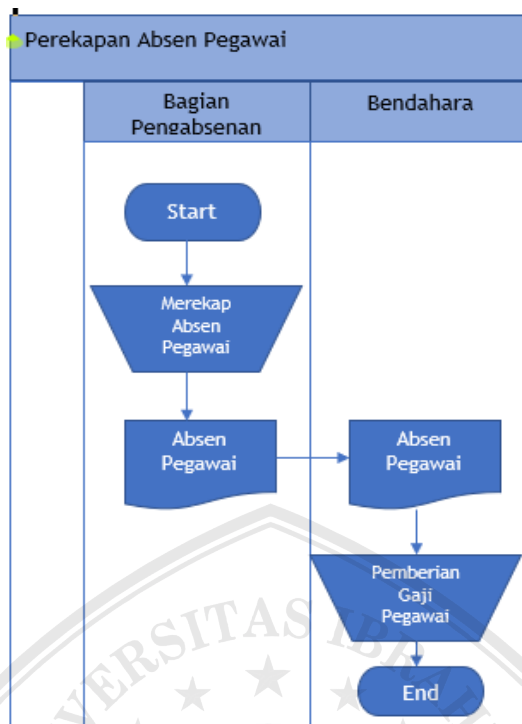 Perekapan Absen Pegawai
Bagian
Pengabsenan
Bendahara
Start
Merekap
Absen
Pegawai
Absen
Pegawai
Absen
Pegawai
Pemberian
Gaji
Pegawai
End